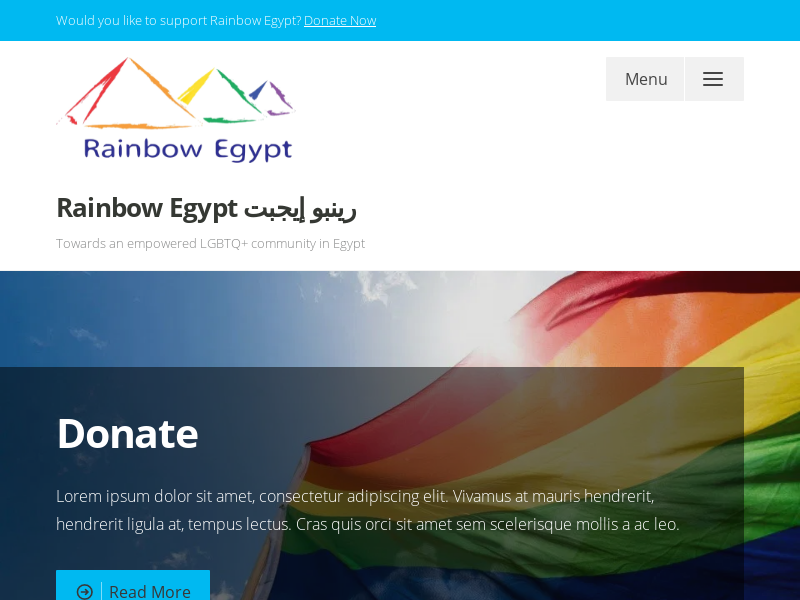 Would you like to support Rainbow Egypt? Donate Now
Menu
Rainbow Egypt
Rainbow Egypt رينبو إيجبت
Towards an empowered LGBTQ+ community in Egypt
Donate
Lorem ipsum dolor sit amet, consectetur adipiscing elit. Vivamus at mauris hendrerit,
hendrerit ligula at, tempus lectus. Cras quis orci sit amet sem scelerisque mollis a ac leo.
Read More